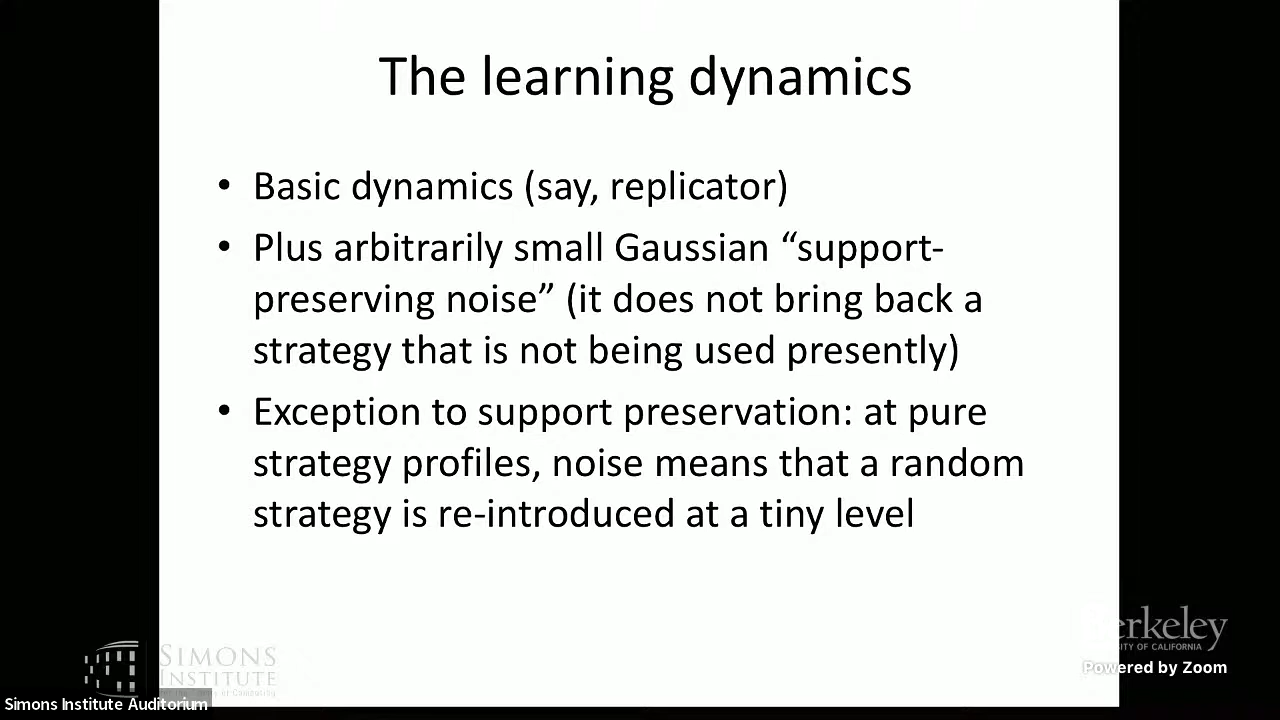 The learning dynamics
• Basic dynamics (say, replicator)
• Plus arbitrarily small Gaussian “support-
preserving noise” (it does not bring back a
strategy that is not being used presently)
• Exception to support preservation: at pure
strategy profiles, noise means that a random
strategy is re-introduced at a tiny level
SIMONS
INSTITUTE
Berkeley
OF CALIFORNIA
Powered by Zoom
Simons Institute Auditorium